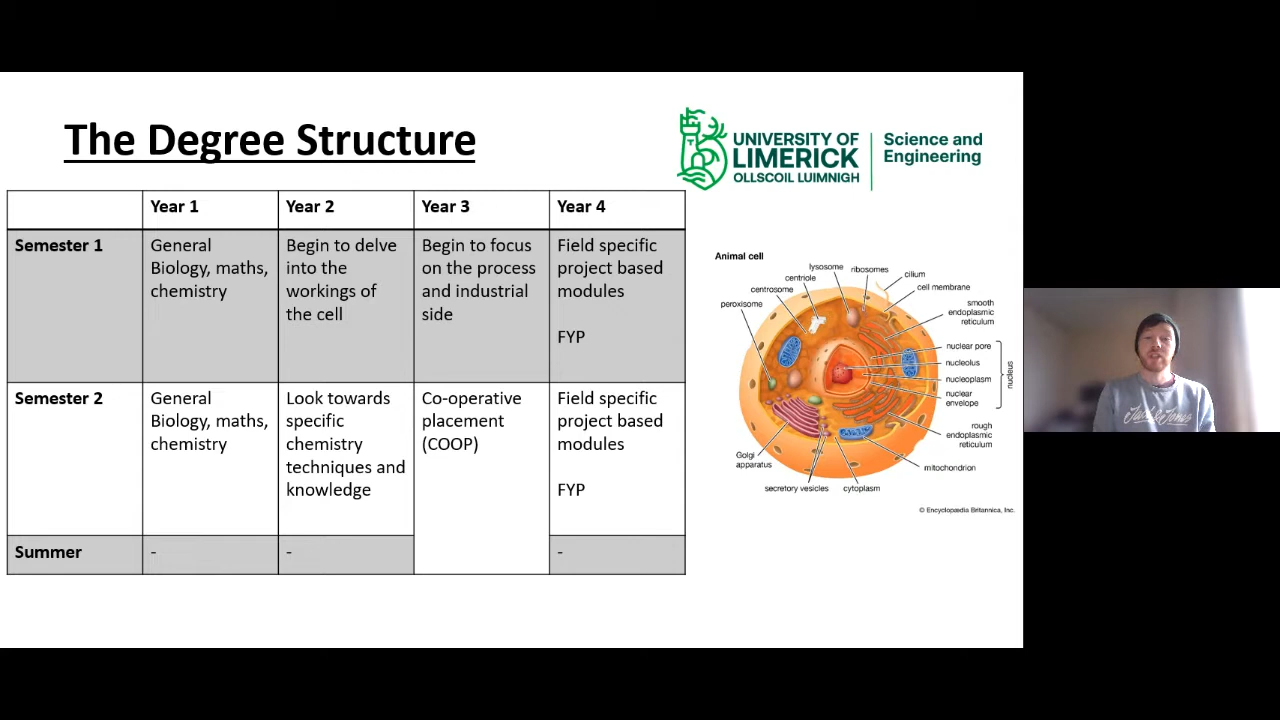 The Degree Structure
UNIVERSITY OF
LIMERICK
OLLSCOIL LUIMNIGH
Science and
Engineering
Year 1
Year 2
Year 3
Year 4
Semester 1
General
Biology, maths,
chemistry
Begin to delve
into the
workings of
the cell
Begin to focus
on the process
and industrial
side
Field specific
project based
modules
FYP
Semester 2
General
Biology, maths,
chemistry
Look towards
specific
chemistry
techniques and
knowledge
Co-operative
placement
(COOP)
Field specific
project based
modules
FYP
Summer
-
-
-
Animal cell
lysosome
ribosomes
centriole
cilium
centrosome
cell membrane
peroxisome
smooth
endoplasmic
reticulum
nuclear pore
nucleolus
nucleoplasm
nuclear
envelope
nucleus
rough
endoplasmic
reticulum
Golgi
apparatus
mitochondrion
secretory vesicles
cytoplasm
© Encyclopædia Britannica, Inc.
Jack & Jones